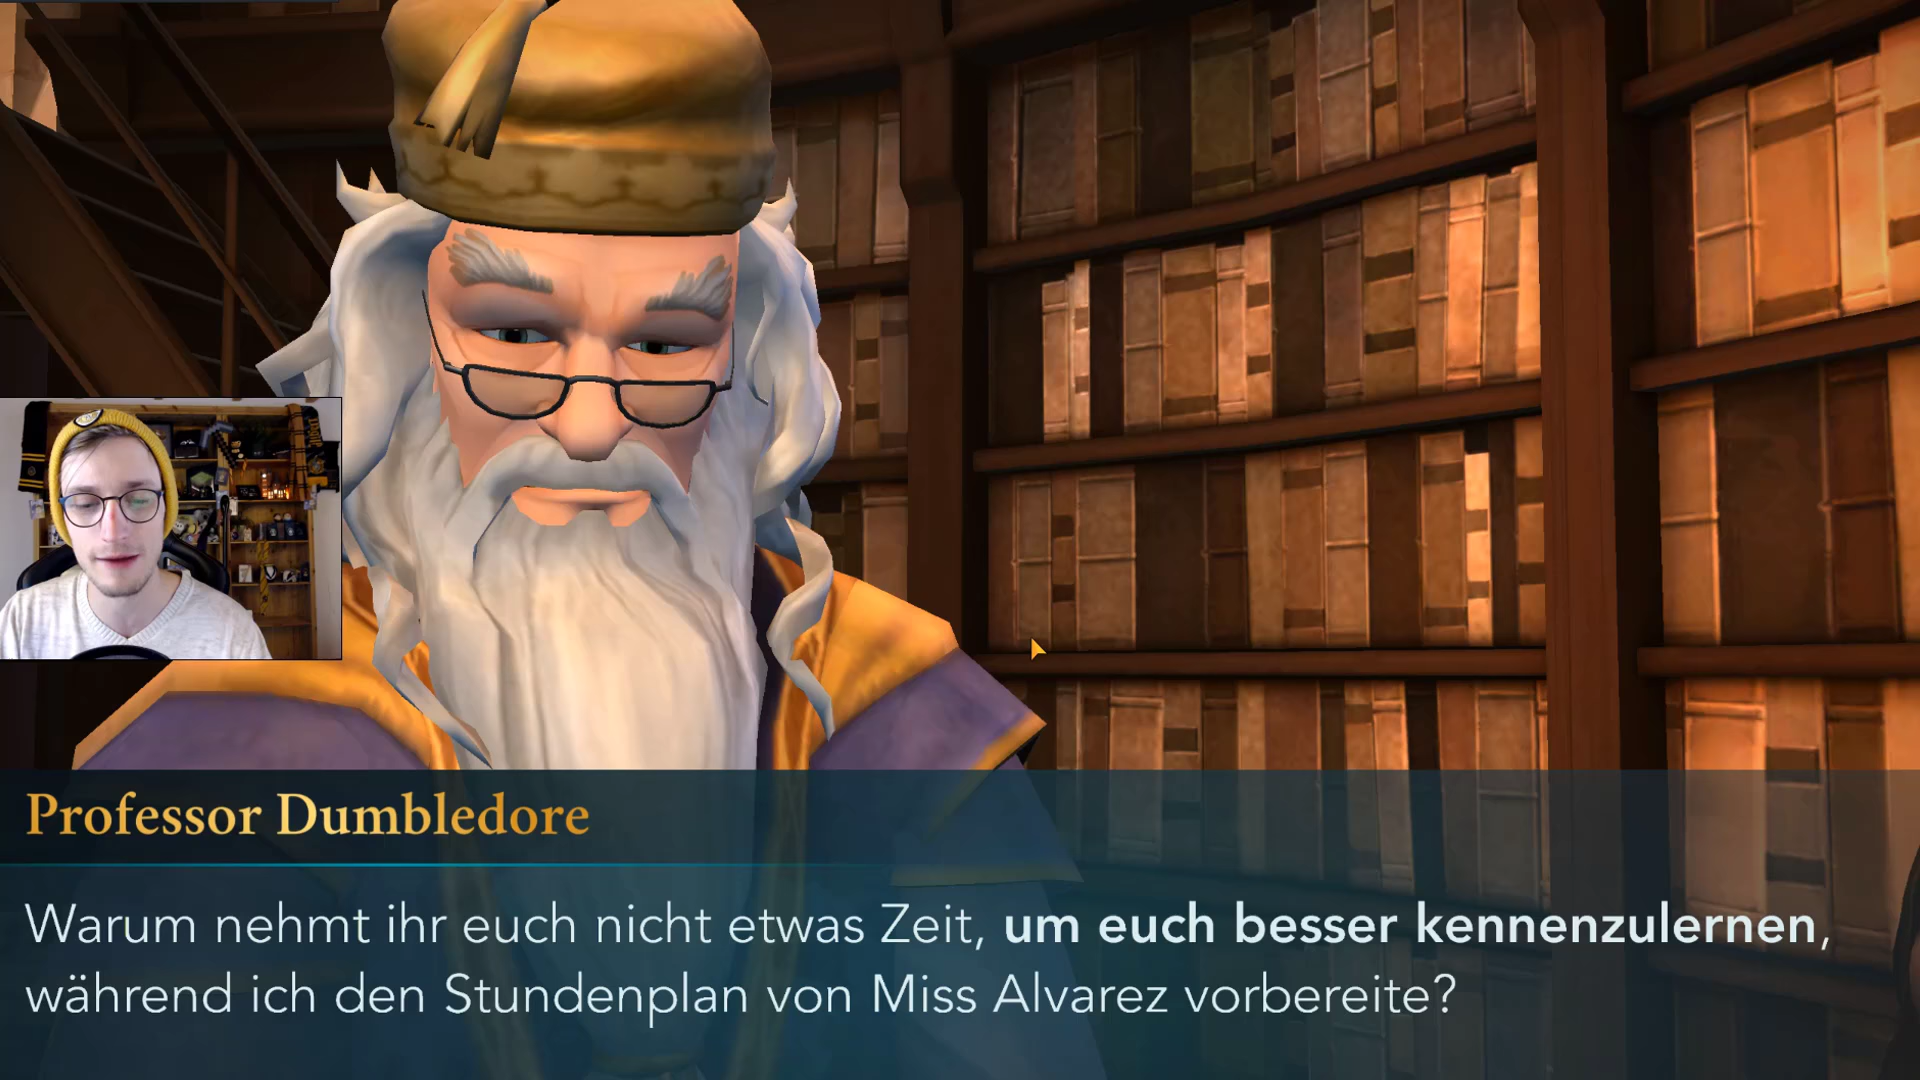 Professor Dumbledore
Warum nehmt ihr euch nicht etwas Zeit, um euch besser kennenzulernen,
während ich den Stundenplan von Miss Alvarez vorbereite?